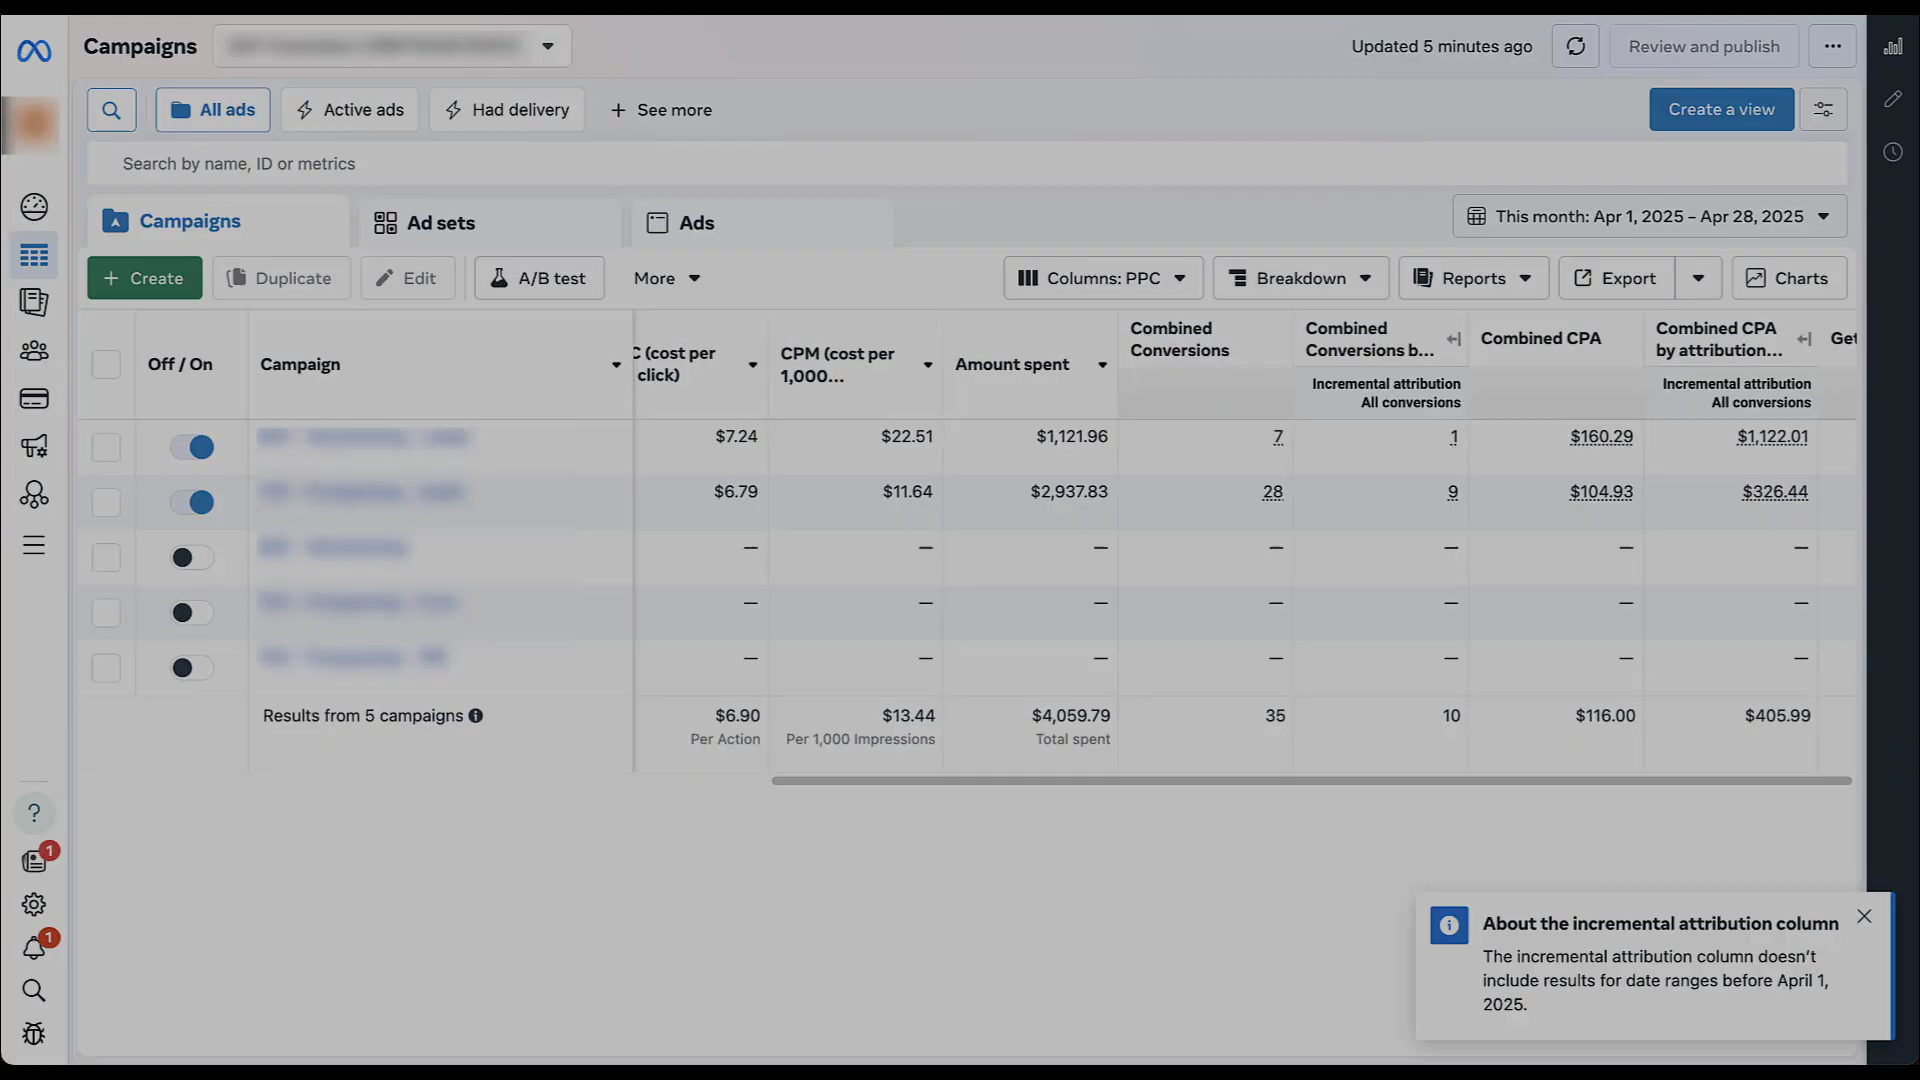 Campaigns
Updated 5 minutes ago
Review and publish
All ads
Active ads
Had delivery
+ See more
Create a view
Search by name, ID or metrics
Campaigns
Ad sets
Ads
This month: Apr 1, 2025 – Apr 28, 2025
+ Create
Duplicate
Edit
A/B test
More
Columns: PPC
Breakdown
Reports
Export
Charts
Off / On
Campaign
C (cost per
click)
CPM (cost per
1,000...
Amount spent
Combined
Conversions
Combined
Conversions b...
Incremental attribution
All conversions
Combined CPA
Combined CPA
by attribution...
Incremental attribution
All conversions
Get
$7.24 $22.51 $1,121.96 7 1 $160.29 $1,122.01
$6.79 $11.64 $2,937.83 28 9 $104.93 $326.44
— — — — — — —
— — — — — — —
— — — — — — —
Results from 5 campaigns
$6.90 $13.44 $4,059.79 35 10 $116.00 $405.99
Per Action Per 1,000 Impressions Total spent
?
1
1
About the incremental attribution column
The incremental attribution column doesn't
include results for date ranges before April 1,
2025.